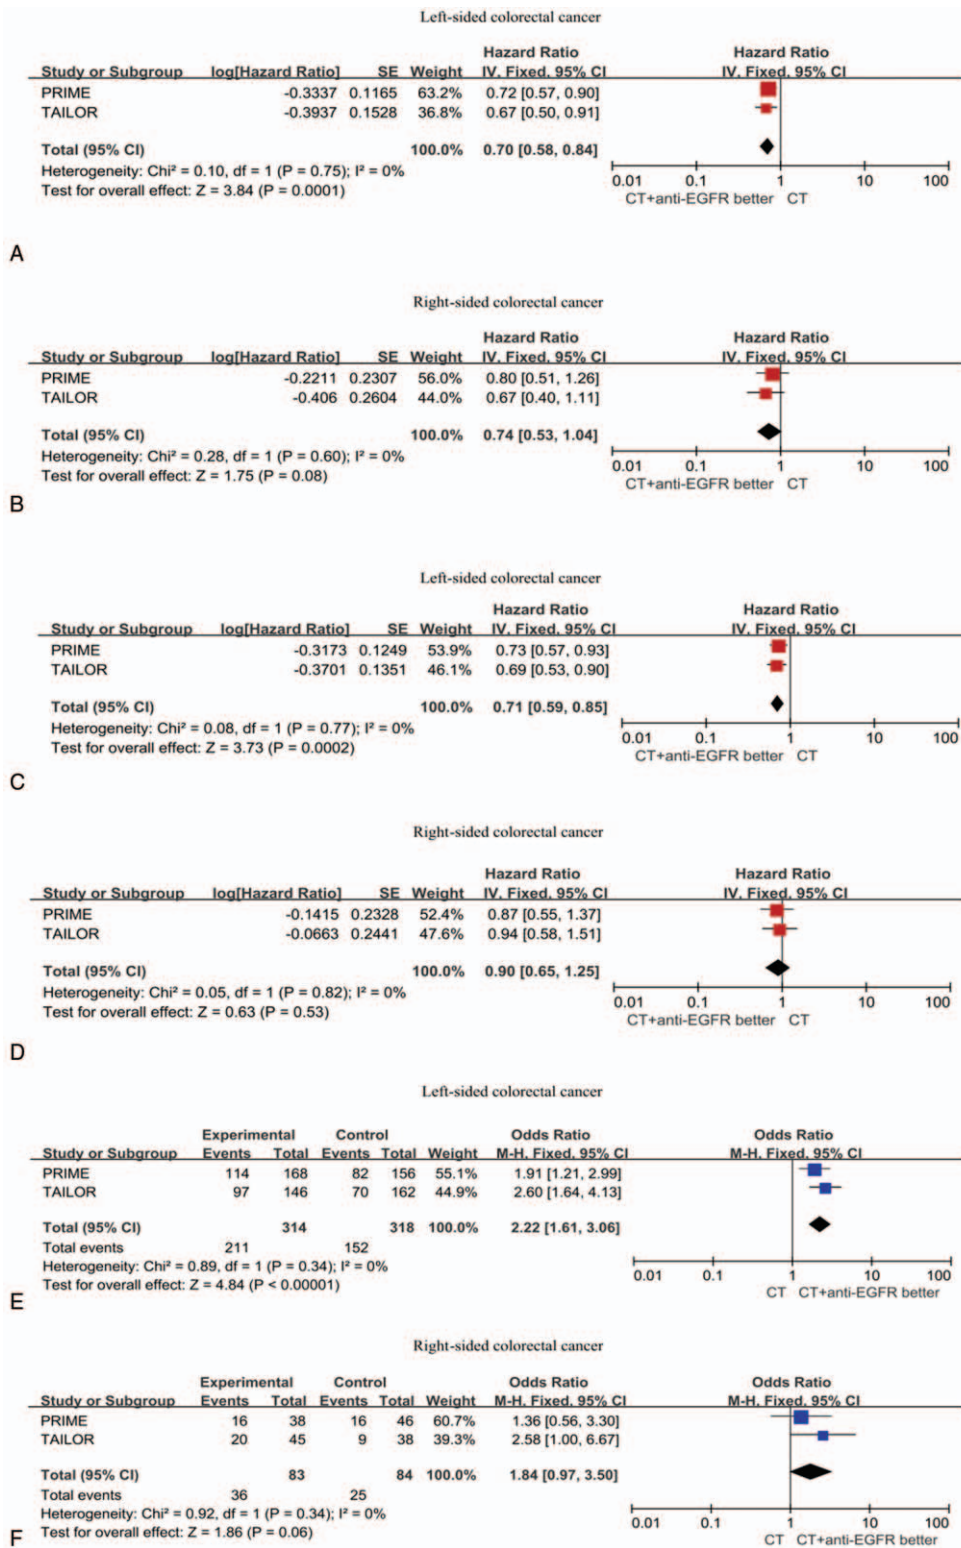 Left-sided colorectal cancer
Hazard Ratio Hazard Ratio
Study or Subgroup log[Hazard Ratio] SE Weight IV, Fixed, 95% CI IV, Fixed, 95% CI
PRIME -0.3337 0.1165 63.2% 0.72 [0.57, 0.90]
TAILOR -0.3937 0.1528 36.8% 0.67 [0.50, 0.91]
Total (95% CI) 100.0% 0.70 [0.58, 0.84]
Heterogeneity: Chi² = 0.10, df = 1 (P = 0.75); I² = 0%
Test for overall effect: Z = 3.84 (P = 0.0001)
0.01 0.1 1 10 100
CT+anti-EGFR better CT
A
Right-sided colorectal cancer
Hazard Ratio Hazard Ratio
Study or Subgroup log[Hazard Ratio] SE Weight IV, Fixed, 95% CI IV, Fixed, 95% CI
PRIME -0.2211 0.2307 56.0% 0.80 [0.51, 1.26]
TAILOR -0.406 0.2604 44.0% 0.67 [0.40, 1.11]
Total (95% CI) 100.0% 0.74 [0.53, 1.04]
Heterogeneity: Chi² = 0.28, df = 1 (P = 0.60); I² = 0%
Test for overall effect: Z = 1.75 (P = 0.08)
0.01 0.1 1 10 100
CT+anti-EGFR better CT
B
Left-sided colorectal cancer
Hazard Ratio Hazard Ratio
Study or Subgroup log[Hazard Ratio] SE Weight IV, Fixed, 95% CI IV, Fixed, 95% CI
PRIME -0.3173 0.1249 53.9% 0.73 [0.57, 0.93]
TAILOR -0.3701 0.1351 46.1% 0.69 [0.53, 0.90]
Total (95% CI) 100.0% 0.71 [0.59, 0.85]
Heterogeneity: Chi² = 0.08, df = 1 (P = 0.77); I² = 0%
Test for overall effect: Z = 3.73 (P = 0.0002)
0.01 0.1 1 10 100
CT+anti-EGFR better CT
C
Right-sided colorectal cancer
Hazard Ratio Hazard Ratio
Study or Subgroup log[Hazard Ratio] SE Weight IV, Fixed, 95% CI IV, Fixed, 95% CI
PRIME -0.1415 0.2328 52.4% 0.87 [0.55, 1.37]
TAILOR -0.0663 0.2441 47.6% 0.94 [0.58, 1.51]
Total (95% CI) 100.0% 0.90 [0.65, 1.25]
Heterogeneity: Chi² = 0.05, df = 1 (P = 0.82); I² = 0%
Test for overall effect: Z = 0.63 (P = 0.53)
0.01 0.1 1 10 100
CT+anti-EGFR better CT
D
Left-sided colorectal cancer
Experimental Control Odds Ratio Odds Ratio
Study or Subgroup Events Total Events Total Weight M-H, Fixed, 95% CI M-H, Fixed, 95% CI
PRIME 114 168 82 156 55.1% 1.91 [1.21, 2.99]
TAILOR 97 146 70 162 44.9% 2.60 [1.64, 4.13]
Total (95% CI) 314 318 100.0% 2.22 [1.61, 3.06]
Total events 211 152
Heterogeneity: Chi² = 0.89, df = 1 (P = 0.34); I² = 0%
Test for overall effect: Z = 4.84 (P < 0.00001)
0.01 0.1 1 10 100
CT CT+anti-EGFR better
E
Right-sided colorectal cancer
Experimental Control Odds Ratio Odds Ratio
Study or Subgroup Events Total Events Total Weight M-H, Fixed, 95% CI M-H, Fixed, 95% CI
PRIME 16 38 16 46 60.7% 1.36 [0.56, 3.30]
TAILOR 20 45 9 38 39.3% 2.58 [1.00, 6.67]
Total (95% CI) 83 84 100.0% 1.84 [0.97, 3.50]
Total events 36 25
Heterogeneity: Chi² = 0.92, df = 1 (P = 0.34); I² = 0%
Test for overall effect: Z = 1.86 (P = 0.06)
0.01 0.1 1 10 100
CT CT+anti-EGFR better
F